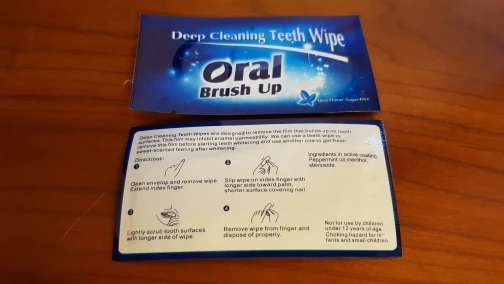 Deep Cleaning Teeth Wipe
Oral
Brush Up
Mint Flavor Sugar-Free
Deep Cleaning Teeth Wipes are designed to remove the film that builds up on tooth
surfaces. This film may inhibit enamel permeability. We can use a teeth wipe to
remove this film before starting teeth whitening and use another one to get fresh
sweet-scented feeling after whitening.
Directions:
1
Open envelop and remove wipe.
Extend index finger.
2
Slip wipe on index finger with
longer side toward palm,
shorter surface covering nail.
Ingredients in active coating
Peppermint oil,menthol,
stevioside.
3
Lightly scrub tooth surfaces
with longer side of wipe.
4
Remove wipe from finger and
dispose of properly.
Not for use by children
under 12 years of age.
Choking hazard for in-
fants and small children.